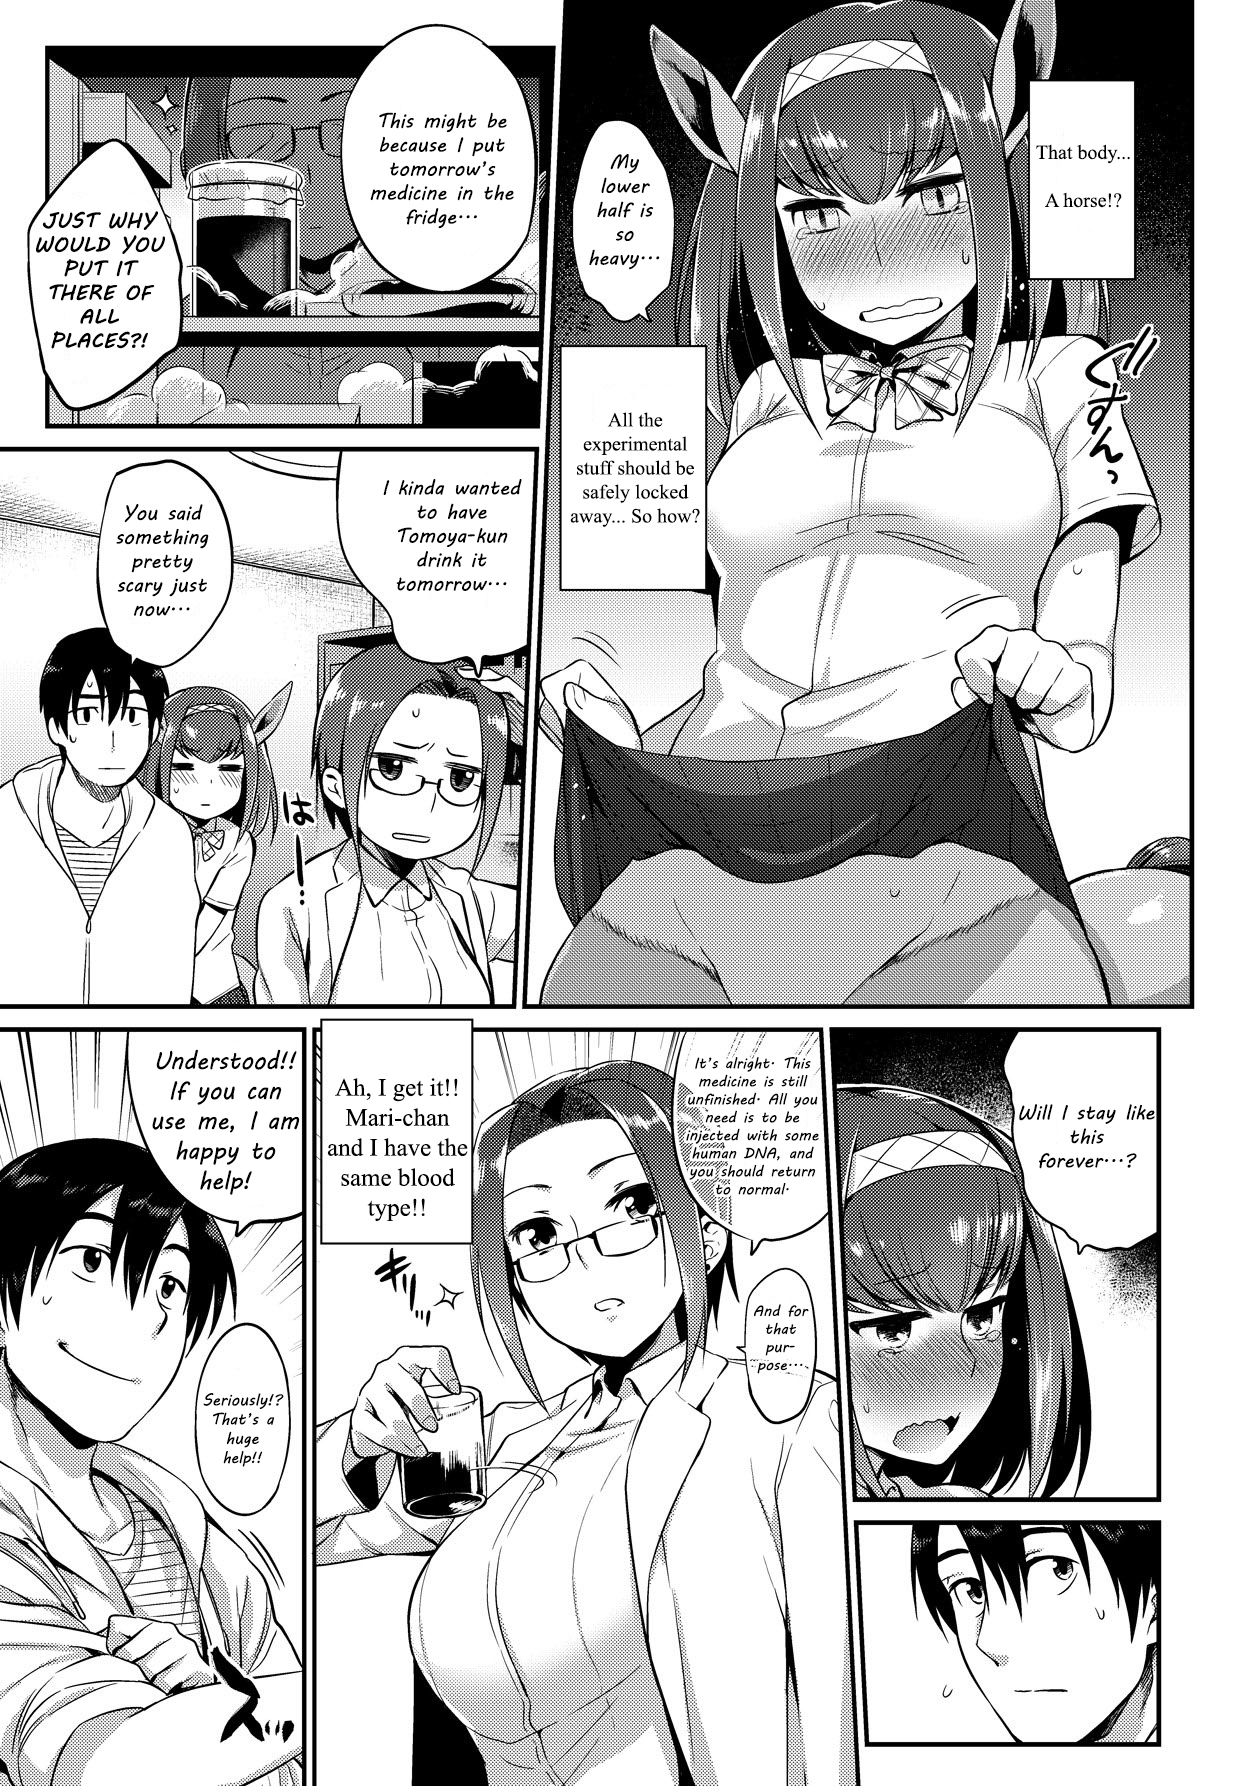 That body...
A horse!?
My
lower
half is
so
heavy…
All the
experimental
stuff should be
safely locked
away... So how?
ぐすんっ
This might be
because I put
tomorrow's
medicine in the
fridge…
JUST WHY
WOULD YOU
PUT IT
THERE OF
ALL
PLACES?!
I kinda wanted
to have
Tomoya-kun
drink it
tomorrow…
は…
You said
something
pretty
scary just
now…
Will I stay like
this
forever…?
It's alright. This
medicine is still
unfinished. All you
need is to be
injected with some
human DNA, and
you should return
to normal.
And for
that
pur-
pose…
Ah, I get it!!
Mari-chan
and I have the
same blood
type!!
Understood!!
If you can
use me, I am
happy to
help!
Seriously!?
That's a
huge
help!!